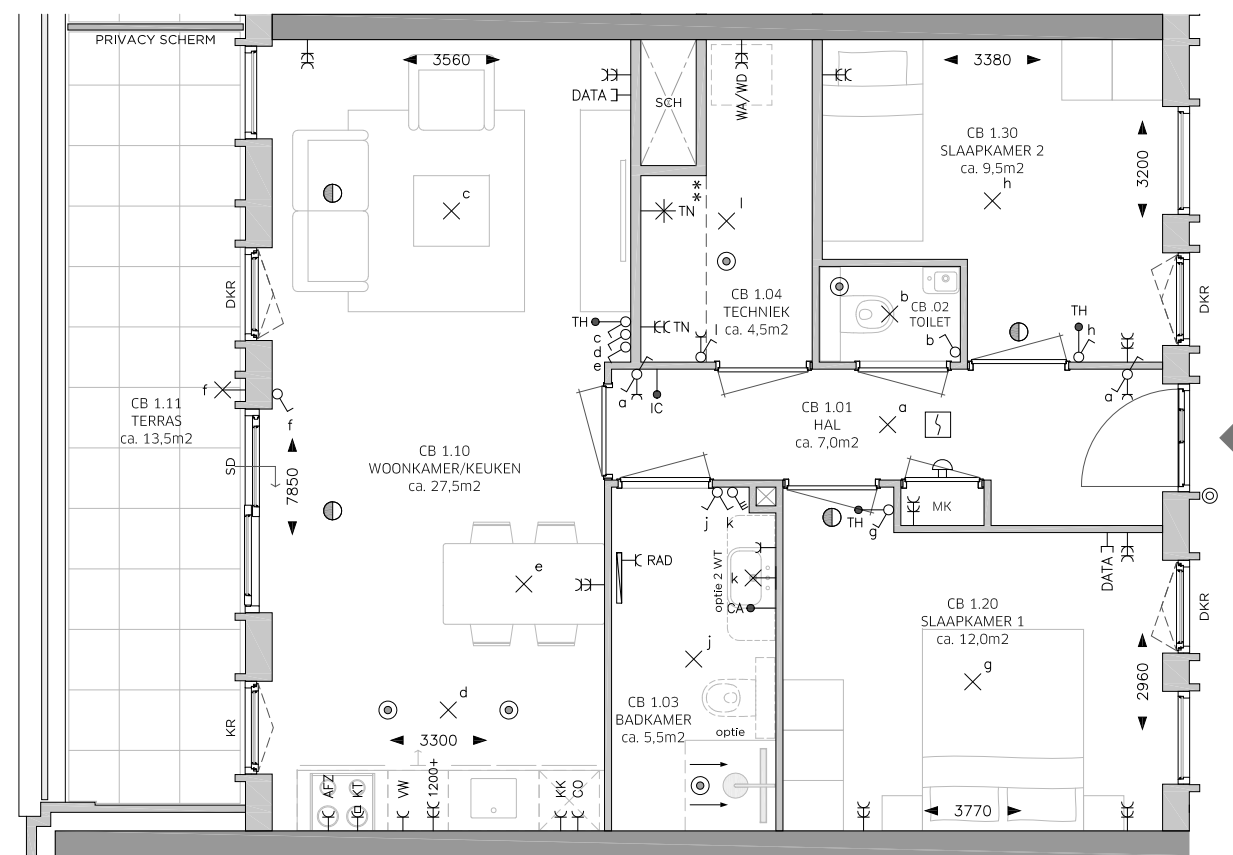 PRIVACY SCHERM
3560
DATA
SCH
WA/WD
3380
CB 1.30
SLAAPKAMER 2
ca. 9,5m2
h
3200
c
**
TN
l
DKR
CB 1.04
TECHNIEK
ca. 4,5m2
TN
l
b
CB .02
TOILET
b
TH
h
DKR
TH
c
d
e
f
f
CB 1.11
TERRAS
ca. 13,5m2
a
IC
CB 1.01
HAL
ca. 7,0m2
a
a
SD
7850
CB 1.10
WOONKAMER/KEUKEN
ca. 27,5m2
j
k
TH
g
MK
RAD
optie 2 WT
k
CA
DATA
DKR
e
CB 1.20
SLAAPKAMER 1
ca. 12,0m2
g
2960
j
CB 1.03
BADKAMER
ca. 5,5m2
optie
KR
d
3300
AFZ
KT
VW
1200+
KK
CO
3770